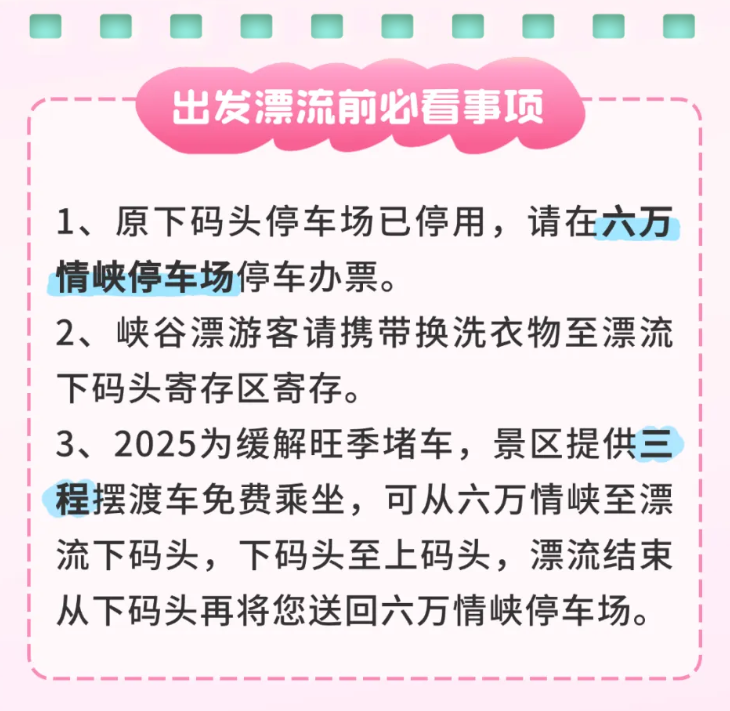 出发漂流前必看事项
1、原下码头停车场已停用，请在六万
情峡停车场停车办票。
2、峡谷漂游客请携带换洗衣物至漂流
下码头寄存区寄存。
3、2025为缓解旺季堵车，景区提供三
程摆渡车免费乘坐，可从六万情峡至漂
流下码头，下码头至上码头，漂流结束
从下码头再将您送回六万情峡停车场。